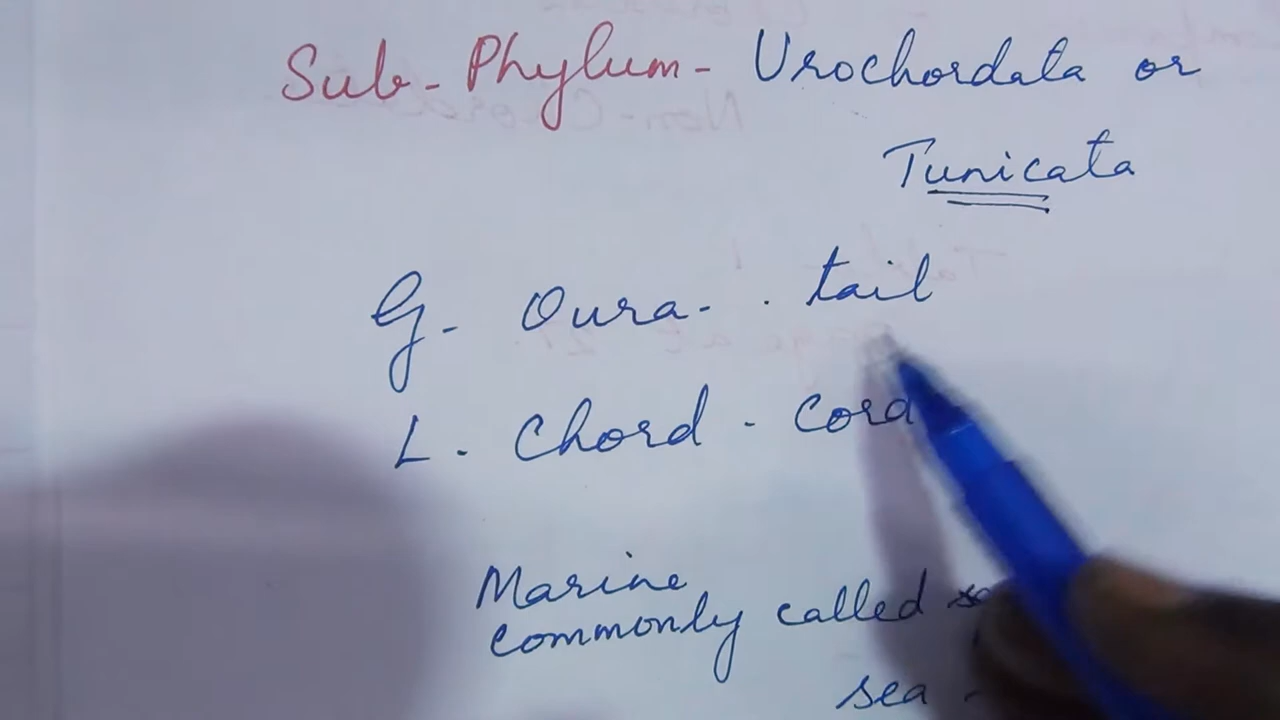 Sub-Phylum- Urochordata or
Tunicata
G. Oura- . tail
L. Chord - Cord
Marine
commonly called
sea -